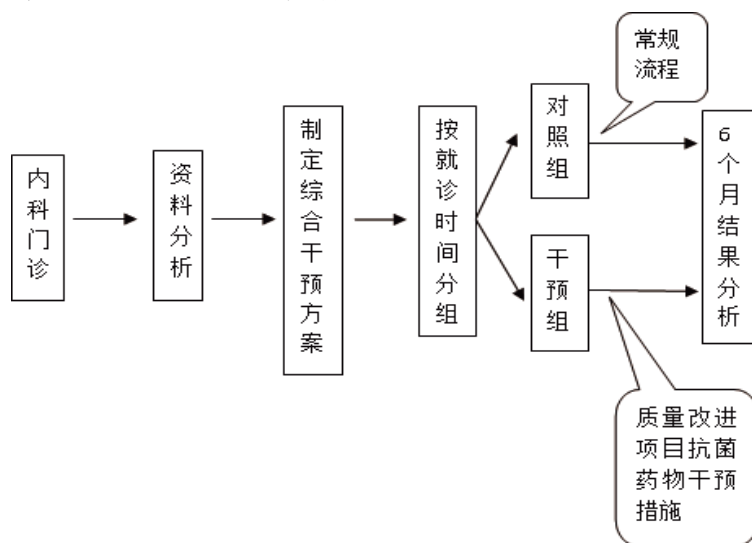 内科门诊
资料分析
制定综合干预方案
按就诊时间分组
对照组
常规
流程
干预组
质量改进
项目抗菌
药物干预
措施
6个月结果分析